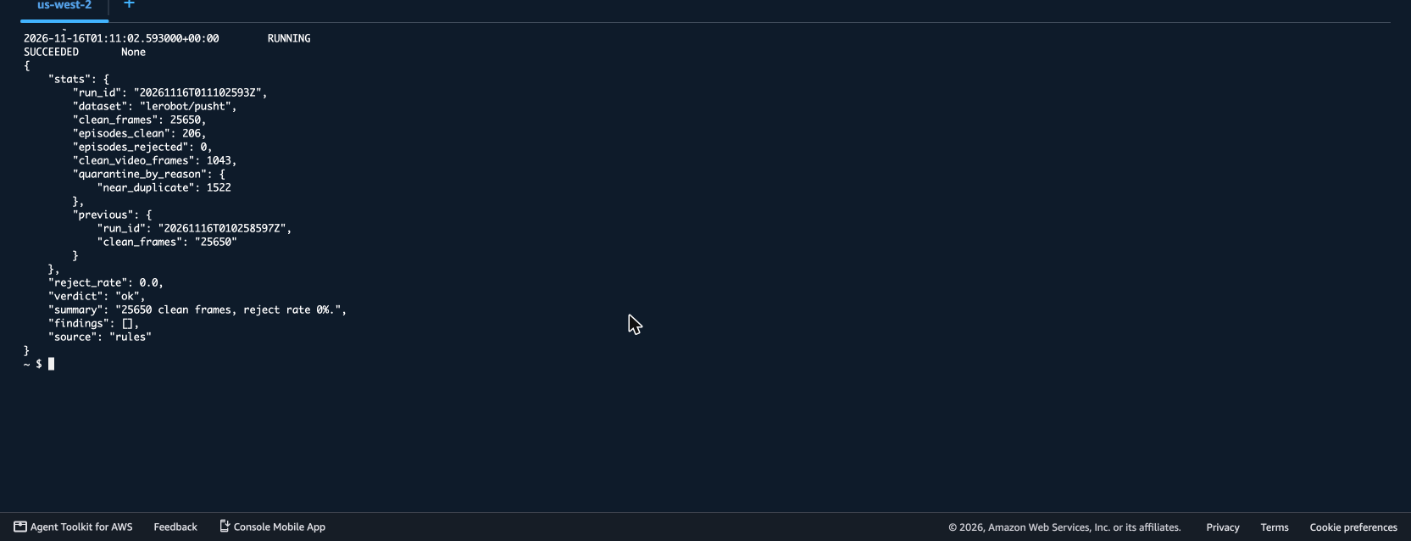 us-west-2 +
2026-11-16T01:11:02.593000+00:00 RUNNING
SUCCEEDED None
{
    "stats": {
        "run_id": "20261116T011102593Z",
        "dataset": "lerobot/pusht",
        "clean_frames": 25650,
        "episodes_clean": 206,
        "episodes_rejected": 0,
        "clean_video_frames": 1043,
        "quarantine_by_reason": {
            "near_duplicate": 1522
        },
        "previous": {
            "run_id": "20261116T010258597Z",
            "clean_frames": "25650"
        }
    },
    "reject_rate": 0.0,
    "verdict": "ok",
    "summary": "25650 clean frames, reject rate 0%.",
    "findings": [],
    "source": "rules"
}
~ $
Agent Toolkit for AWS Feedback Console Mobile App © 2026, Amazon Web Services, Inc. or its affiliates. Privacy Terms Cookie preferences